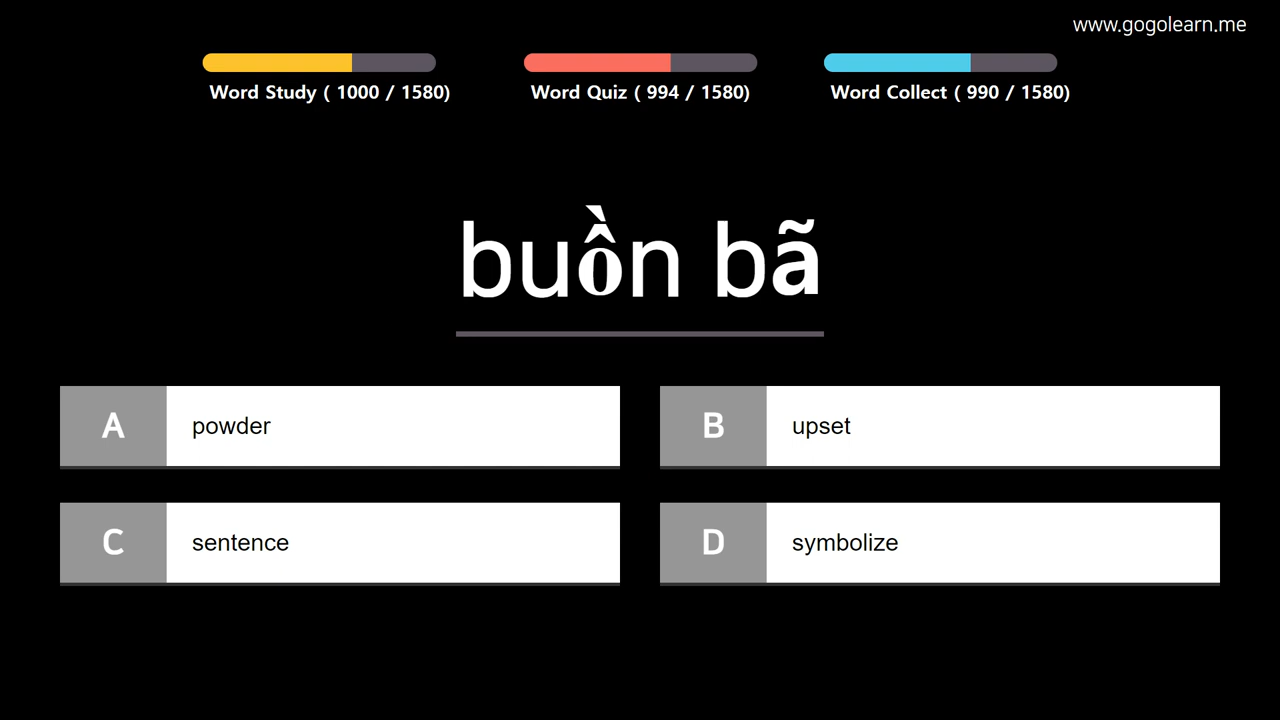 www.gogolearn.me
Word Study ( 1000 / 1580)
Word Quiz ( 994 / 1580)
Word Collect ( 990 / 1580)
buồn bã
A powder
B upset
C sentence
D symbolize